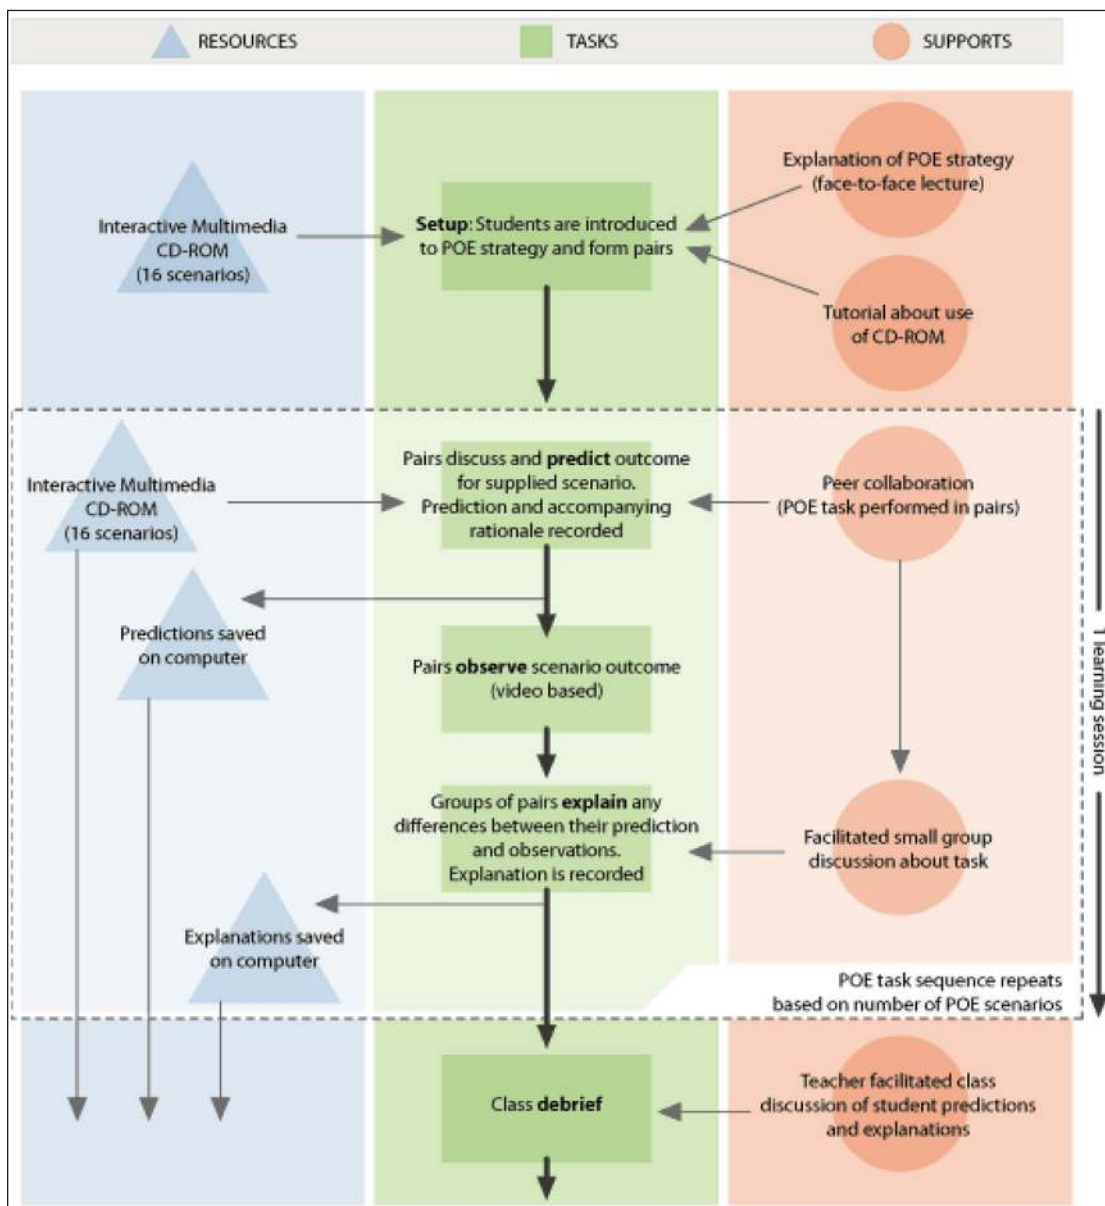 RESOURCES
TASKS
SUPPORTS
Explanation of POE strategy
(face-to-face lecture)
Interactive Multimedia
CD-ROM
(16 scenarios)
Setup: Students are introduced
to POE strategy and form pairs
Tutorial about use
of CD-ROM
Interactive Multimedia
CD-ROM
(16 scenarios)
Pairs discuss and predict outcome
for supplied scenario.
Prediction and accompanying
rationale recorded
Peer collaboration
(POE task performed in pairs)
Predictions saved
on computer
Pairs observe scenario outcome
(video based)
1 learning session
Groups of pairs explain any
differences between their prediction
and observations.
Explanation is recorded
Facilitated small group
discussion about task
Explanations saved
on computer
POE task sequence repeats
based on number of POE scenarios
Class debrief
Teacher facilitated class
discussion of student predictions
and explanations